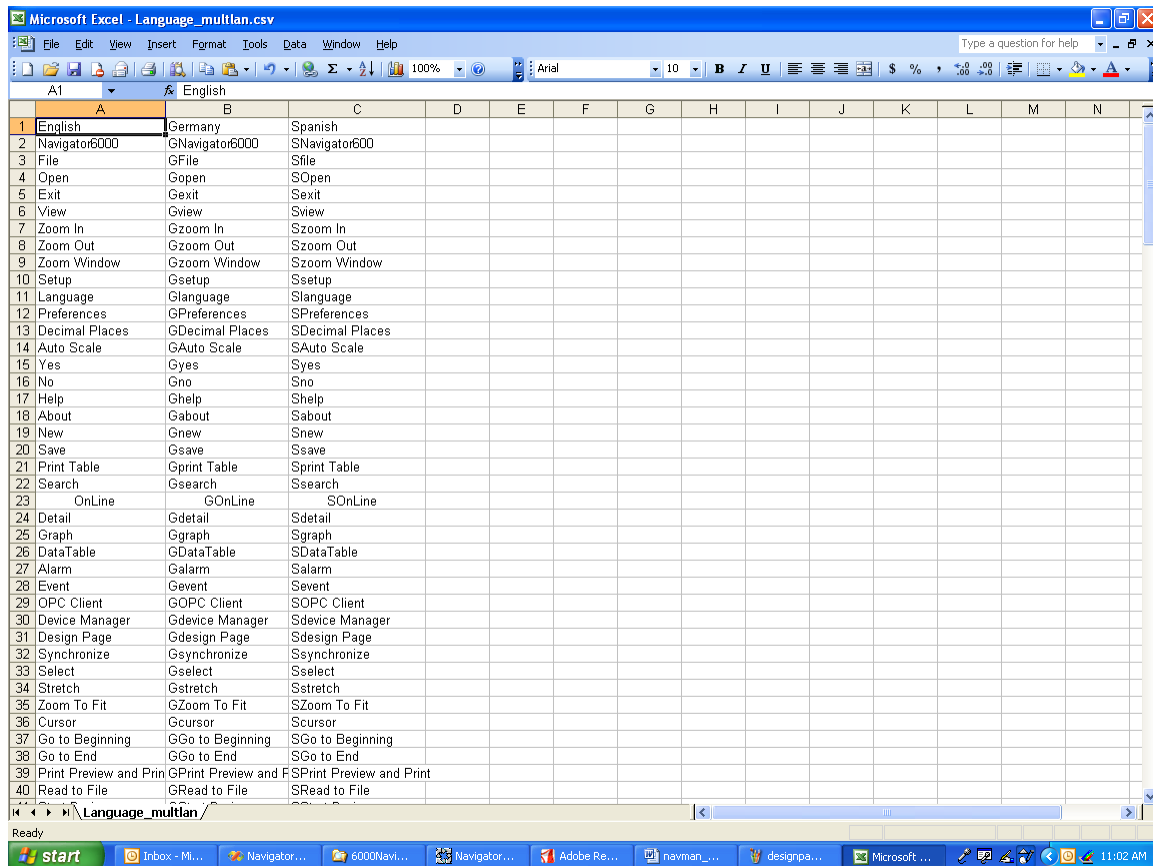 Microsoft Excel - Language_multlan.csv
File Edit View Insert Format Tools Data Window Help Type a question for help
100% Arial 10 B I U $ % ,
A1 fx English
A B C D E F G H I J K L M N
1 English Germany Spanish
2 Navigator6000 GNavigator6000 SNavigator600
3 File GFile Sfile
4 Open Gopen SOpen
5 Exit Gexit Sexit
6 View Gview Sview
7 Zoom In Gzoom In Szoom In
8 Zoom Out Gzoom Out Szoom Out
9 Zoom Window Gzoom Window Szoom Window
10 Setup Gsetup Ssetup
11 Language Glanguage Slanguage
12 Preferences GPreferences SPreferences
13 Decimal Places GDecimal Places SDecimal Places
14 Auto Scale GAuto Scale SAuto Scale
15 Yes Gyes Syes
16 No Gno Sno
17 Help Ghelp Shelp
18 About Gabout Sabout
19 New Gnew Snew
20 Save Gsave Ssave
21 Print Table Gprint Table Sprint Table
22 Search Gsearch Ssearch
23 OnLine GOnLine SOnLine
24 Detail Gdetail Sdetail
25 Graph Ggraph Sgraph
26 DataTable GDataTable SDataTable
27 Alarm Galarm Salarm
28 Event Gevent Sevent
29 OPC Client GOPC Client SOPC Client
30 Device Manager Gdevice Manager Sdevice Manager
31 Design Page Gdesign Page Sdesign Page
32 Synchronize Gsynchronize Ssynchronize
33 Select Gselect Sselect
34 Stretch Gstretch Sstretch
35 Zoom To Fit GZoom To Fit SZoom To Fit
36 Cursor Gcursor Scursor
37 Go to Beginning GGo to Beginning SGo to Beginning
38 Go to End GGo to End SGo to End
39 Print Preview and Prin GPrint Preview and F SPrint Preview and Print
40 Read to File GRead to File SRead to File
Language_multlan
Ready
start Inbox - Mi... Navigator... 6000Navi... Navigator... Adobe Re... navman_... designpa... Microsoft ... 11:02 AM